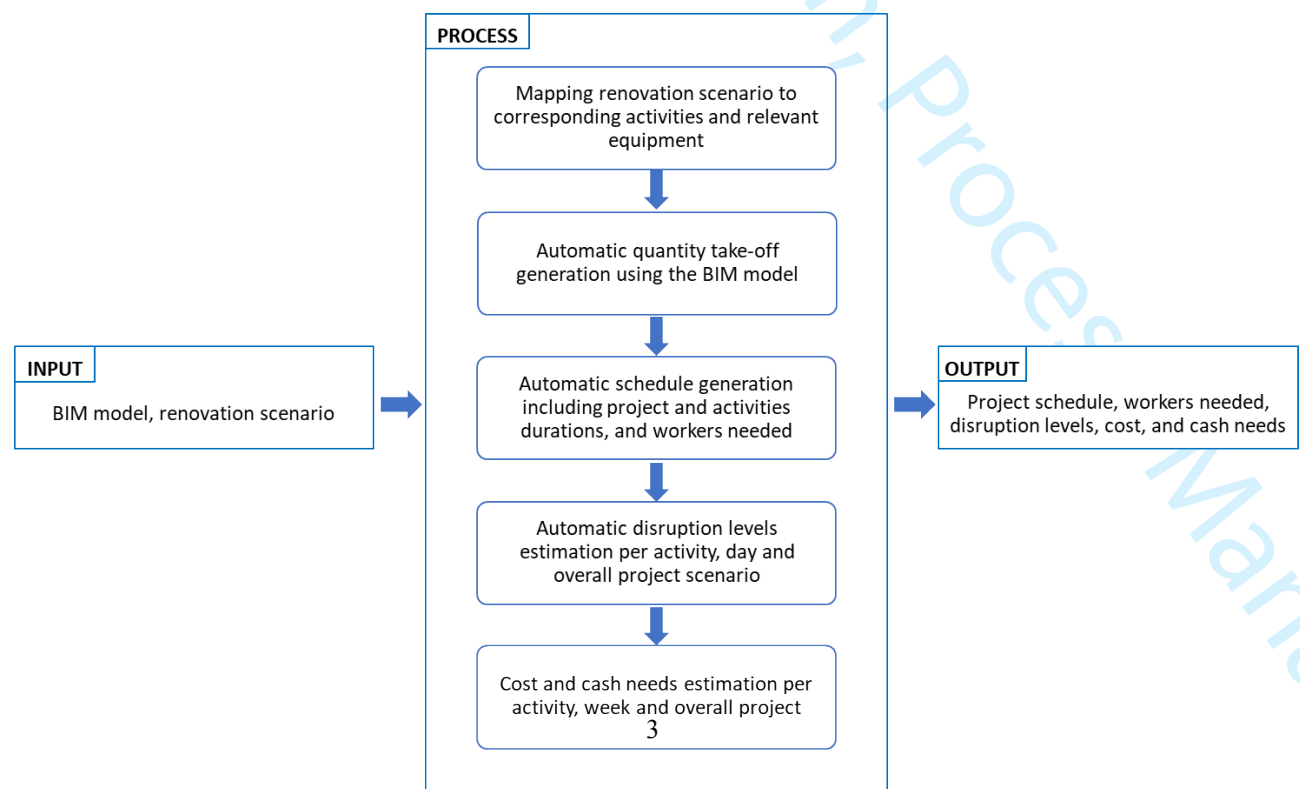 PROCESS
Mapping renovation scenario to
corresponding activities and relevant
equipment
Automatic quantity take-off
generation using the BIM model
INPUT
BIM model, renovation scenario
Automatic schedule generation
including project and activities
durations, and workers needed
OUTPUT
Project schedule, workers needed,
disruption levels, cost, and cash needs
Automatic disruption levels
estimation per activity, day and
overall project scenario
Cost and cash needs estimation per
activity, week and overall project
3